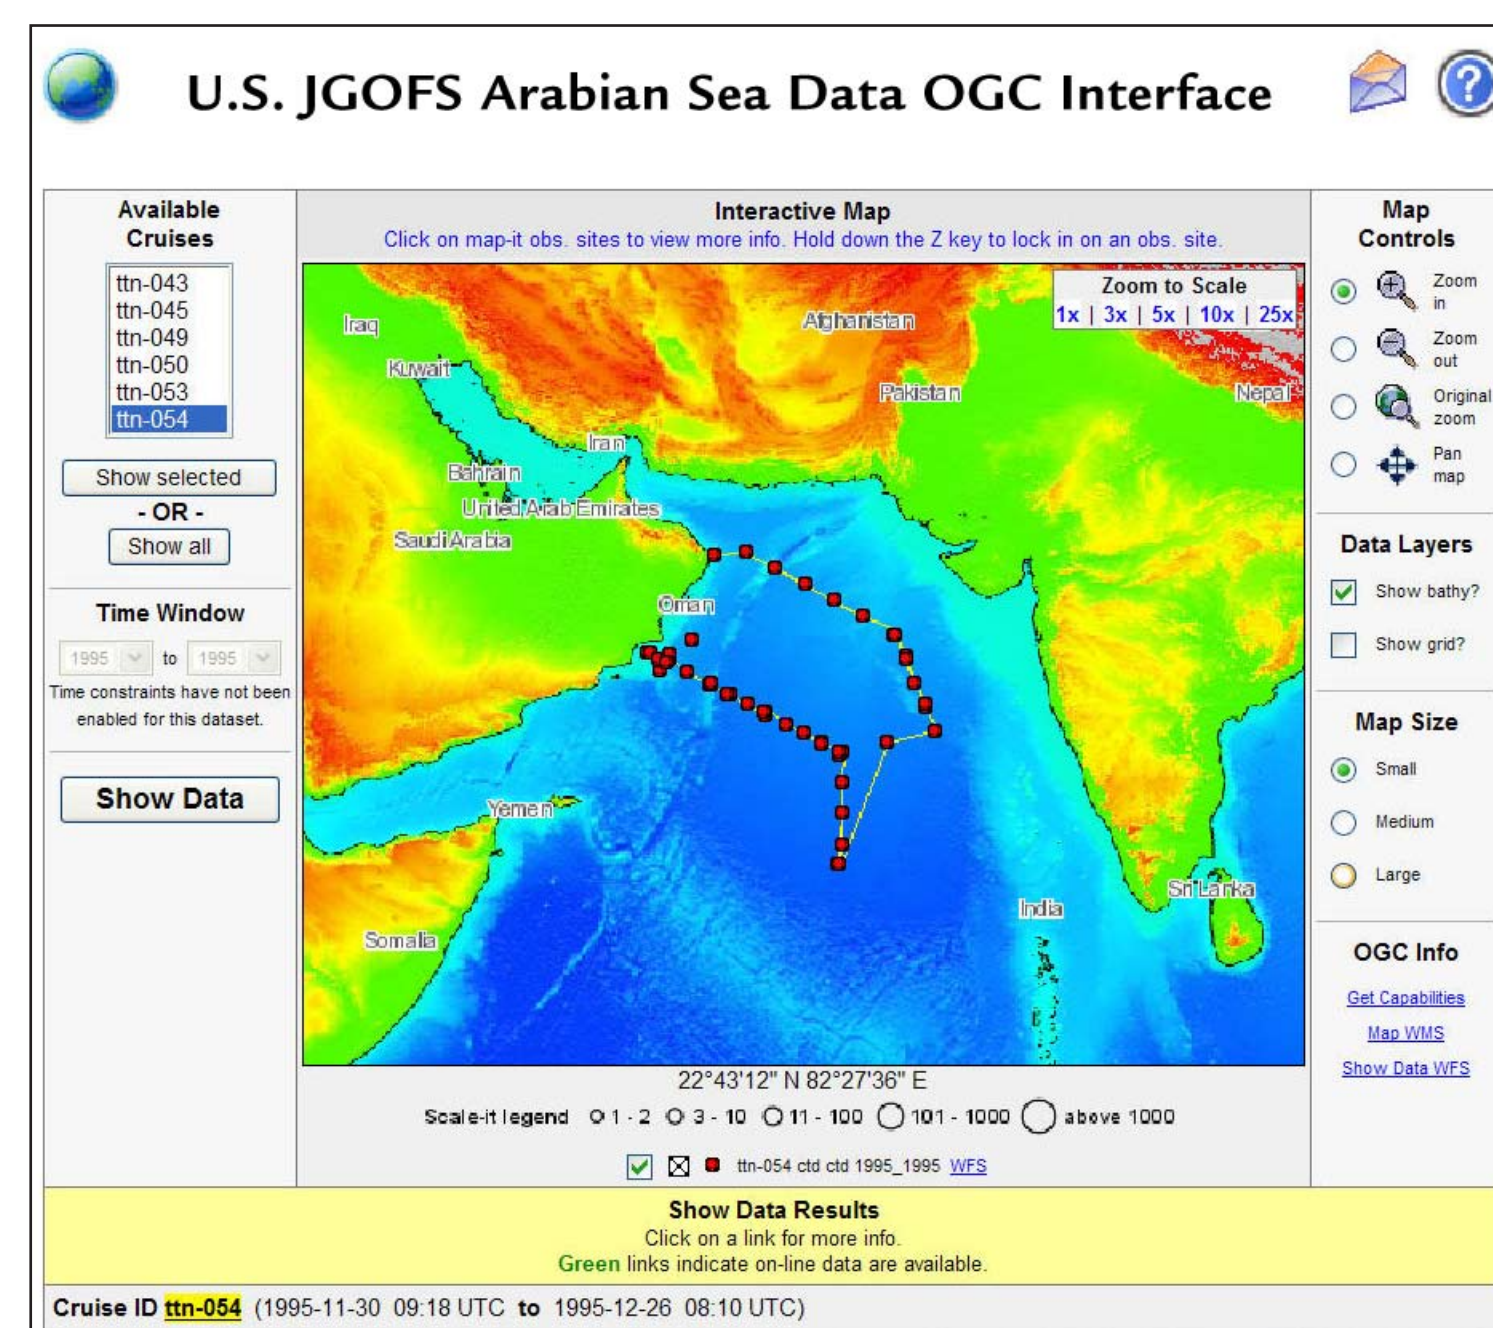 U.S. JGOFS Arabian Sea Data OGC Interface
Available
Cruises
ttn-043
ttn-045
ttn-049
ttn-050
ttn-053
ttn-054
Show selected
- OR -
Show all
Time Window
1995 to 1995
Time constraints have not been
enabled for this dataset.
Show Data
Interactive Map
Click on map-it obs. sites to view more info. Hold down the Z key to lock in on an obs. site.
Zoom to Scale
1x | 3x | 5x | 10x | 25x
Iraq
Afghanistan
Kuwait
Pakistan
Nepal
Iran
Bahrain
United Arab Emirates
Saudi Arabia
Oman
Yemen
Sri Lanka
India
Somalia
22°43'12" N 82°27'36" E
Scale-it legend 1 - 2 3 - 10 11 - 100 101 - 1000 above 1000
ttn-054 ctd ctd 1995_1995 WFS
Map
Controls
Zoom
in
Zoom
out
Original
zoom
Pan
map
Data Layers
Show bathy?
Show grid?
Map Size
Small
Medium
Large
OGC Info
Get Capabilities
Map WMS
Show Data WFS
Show Data Results
Click on a link for more info.
Green links indicate on-line data are available.
Cruise ID ttn-054 (1995-11-30 09:18 UTC to 1995-12-26 08:10 UTC)